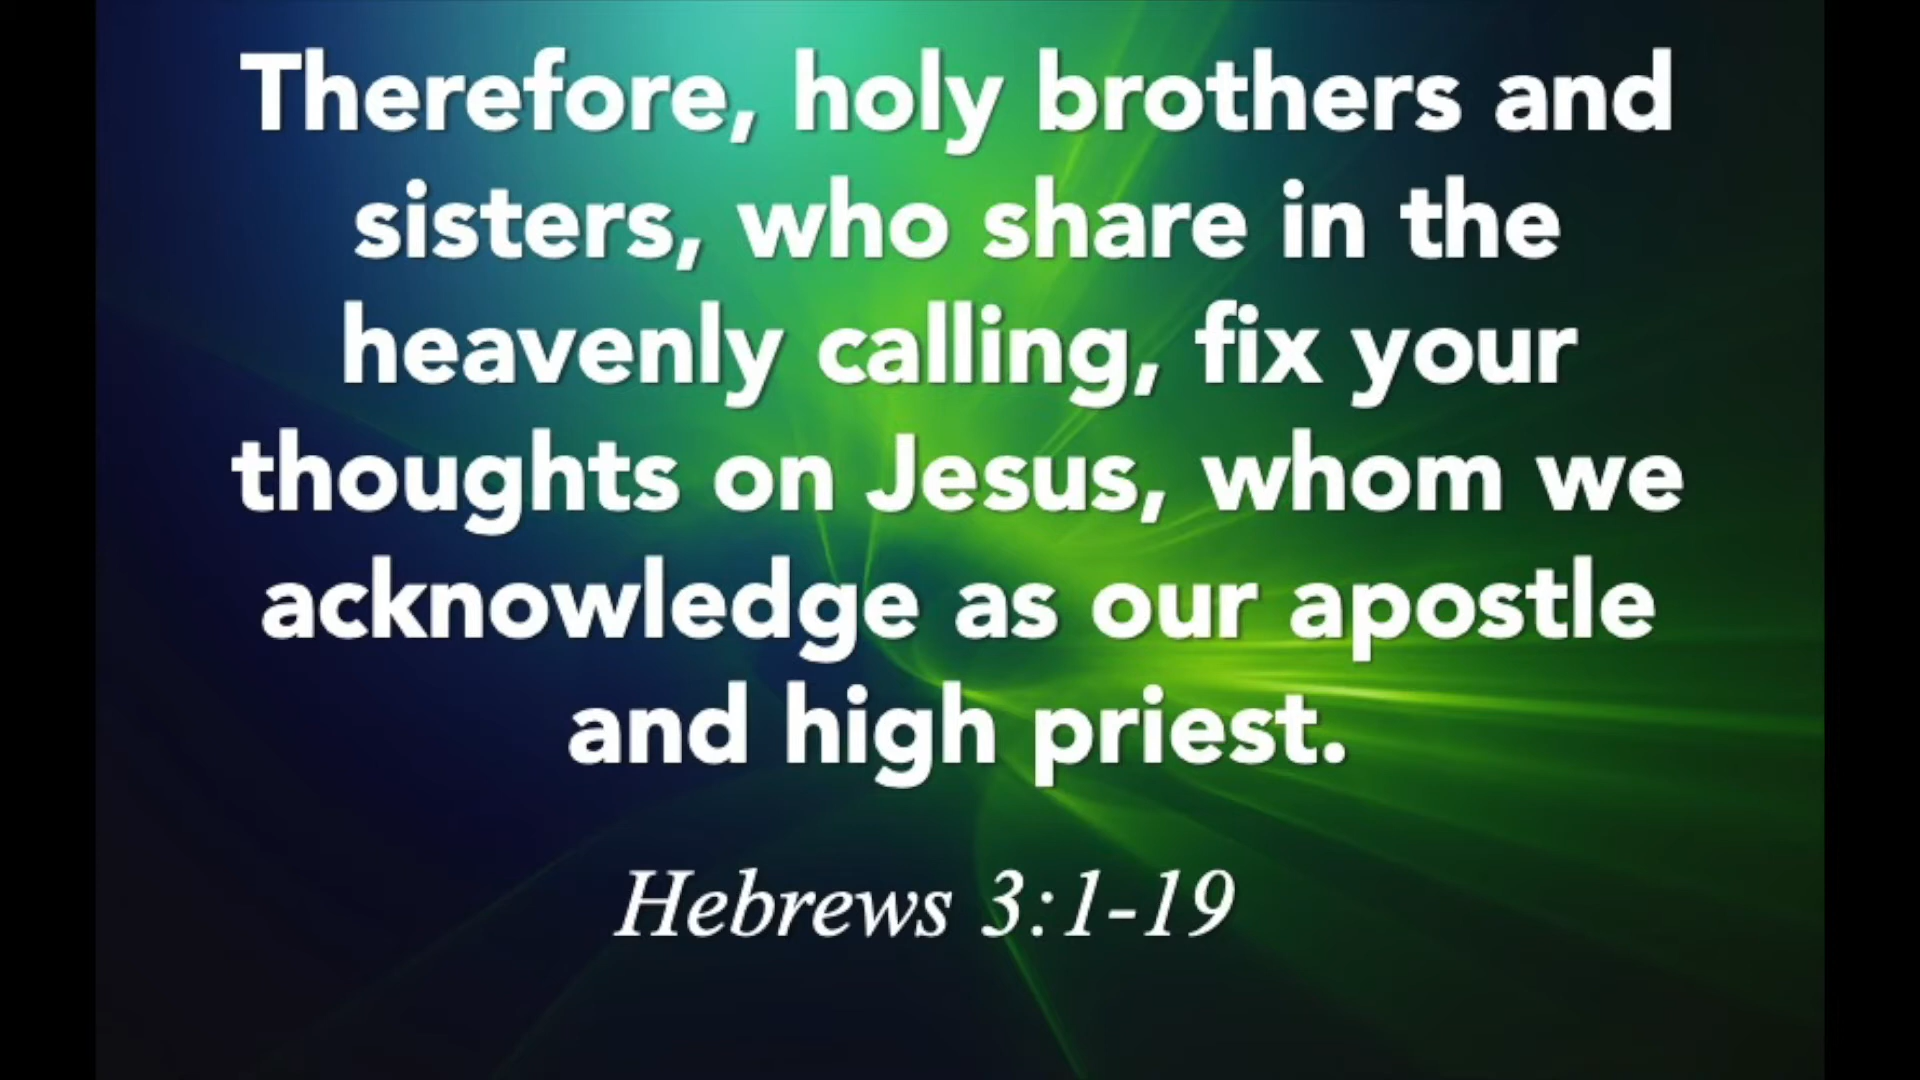 Therefore, holy brothers and
sisters, who share in the
heavenly calling, fix your
thoughts on Jesus, whom we
acknowledge as our apostle
and high priest.
Hebrews 3:1-19